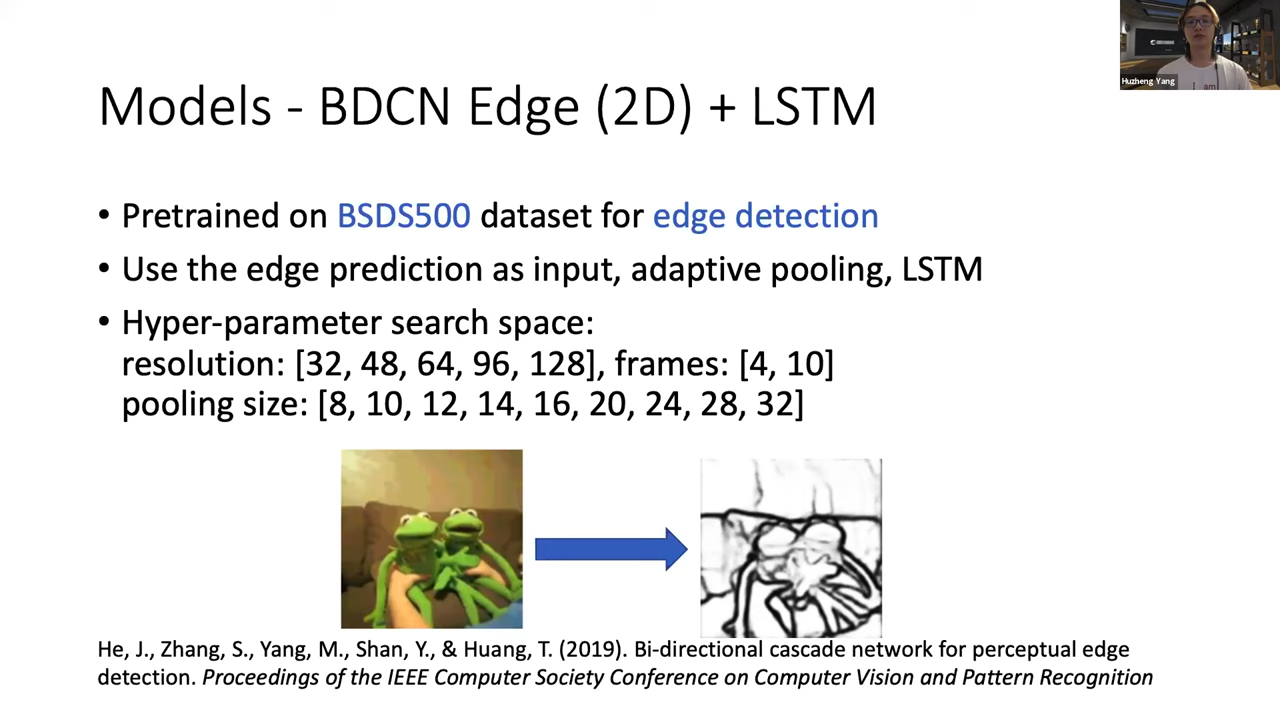 Huzheng Yang
I am
Models - BDCN Edge (2D) + LSTM
• Pretrained on BSDS500 dataset for edge detection
• Use the edge prediction as input, adaptive pooling, LSTM
• Hyper-parameter search space:
resolution: [32, 48, 64, 96, 128], frames: [4, 10]
pooling size: [8, 10, 12, 14, 16, 20, 24, 28, 32]
He, J., Zhang, S., Yang, M., Shan, Y., & Huang, T. (2019). Bi-directional cascade network for perceptual edge
detection. Proceedings of the IEEE Computer Society Conference on Computer Vision and Pattern Recognition